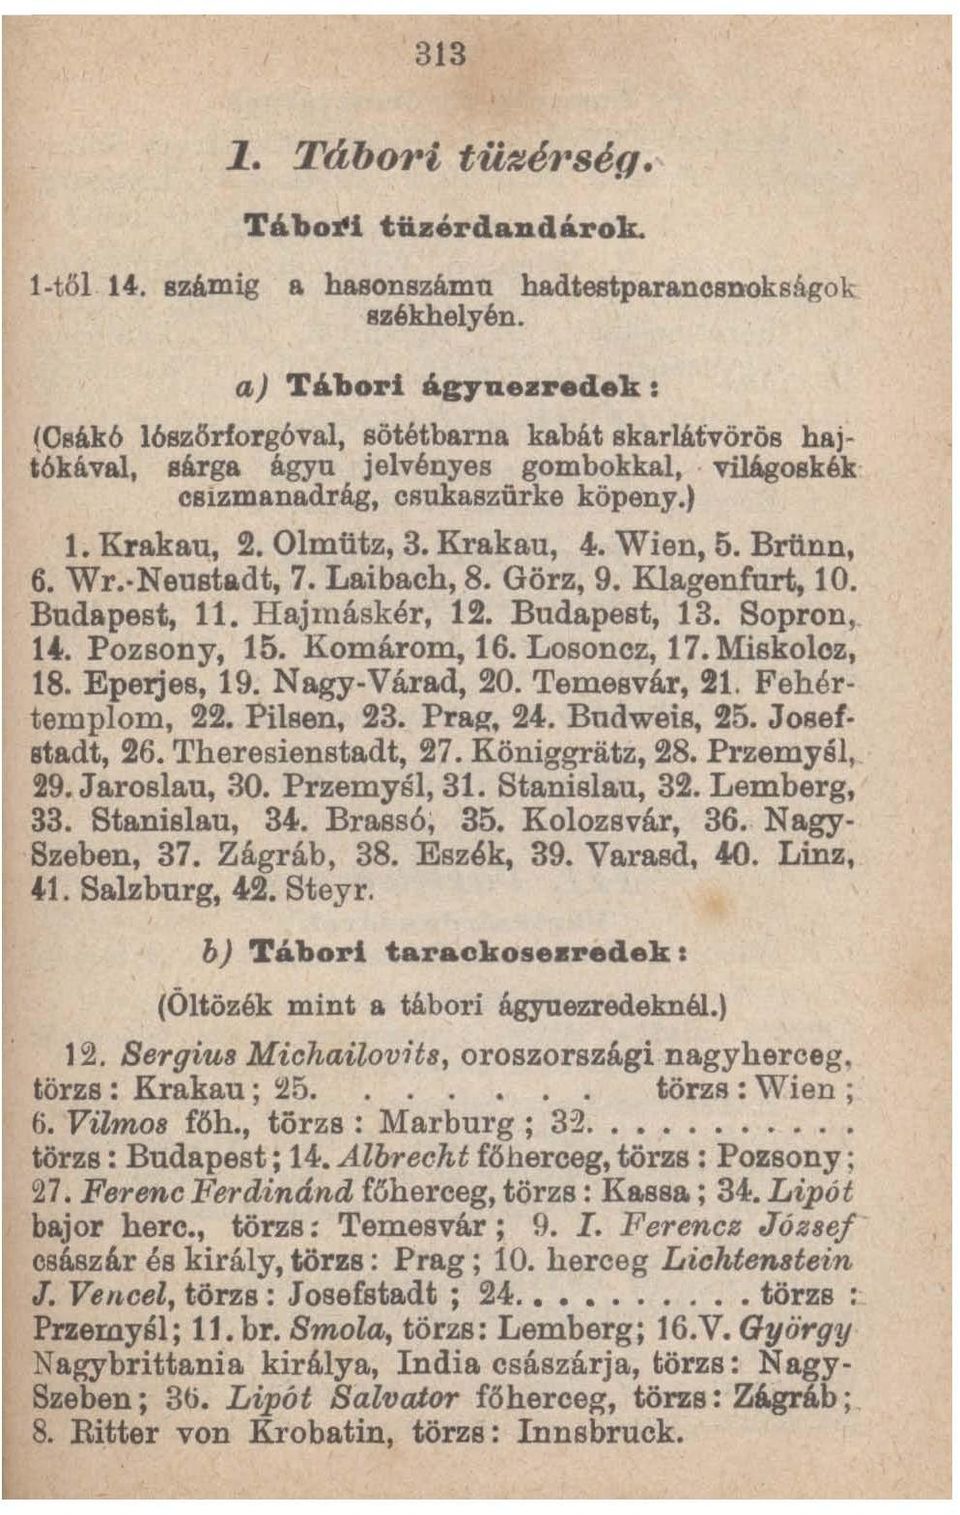 313
1. Tábori tüzérség.
Tábori tüzérdandárok.
1-től 14. számig a hasonszámu hadtestparancsnokságok
székhelyén.
a) Tábori ágyuezredek :
(Csákó lószőrforgóval, sötétbarna kabát skarlátvörös haj-
tókával, sárga ágyu jelvényes gombokkal, világoskék
csizmanadrág, csukaszürke köpeny.)
1. Krakau, 2. Olmütz, 3. Krakau, 4. Wien, 5. Brünn,
6. Wr.-Neustadt, 7. Laibach, 8. Görz, 9. Klagenfurt, 10.
Budapest, 11. Hajmáskér, 12. Budapest, 13. Sopron,
14. Pozsony, 15. Komárom, 16. Losoncz, 17. Miskolcz,
18. Eperjes, 19. Nagy-Várad, 20. Temesvár, 21. Fehér-
templom, 22. Pilsen, 23. Prag, 24. Budweis, 25. Josef-
stadt, 26. Theresienstadt, 27. Königgrätz, 28. Przemyśl,
29. Jaroslau, 30. Przemyśl, 31. Stanislau, 32. Lemberg,
33. Stanislau, 34. Brassó, 35. Kolozsvár, 36. Nagy-
Szeben, 37. Zágráb, 38. Eszék, 39. Varasd, 40. Linz,
41. Salzburg, 42. Steyr.
b) Tábori tarackosezredek :
(Öltözék mint a tábori ágyuezredeknél.)
12. Sergius Michailovits, oroszországi nagyherceg,
törzs : Krakau ; 25. . . . . . . törzs : Wien ;
6. Vilmos főh., törzs : Marburg ; 32. . . . . . . . . . .
törzs : Budapest ; 14. Albrecht főherceg, törzs : Pozsony ;
27. Ferenc Ferdinánd főherceg, törzs : Kassa ; 34. Lipót
bajor herc., törzs : Temesvár ; 9. I. Ferencz József
császár és király, törzs : Prag ; 10. herceg Lichtenstein
J. Vencel, törzs : Josefstadt ; 24. . . . . . . . . . . törzs :
Przemyśl ; 11. br. Smola, törzs : Lemberg ; 16. V. György
Nagybrittania királya, India császárja, törzs : Nagy-
Szeben ; 36. Lipót Salvator főherceg, törzs : Zágráb ;
8. Ritter von Krobatin, törzs : Innsbruck.